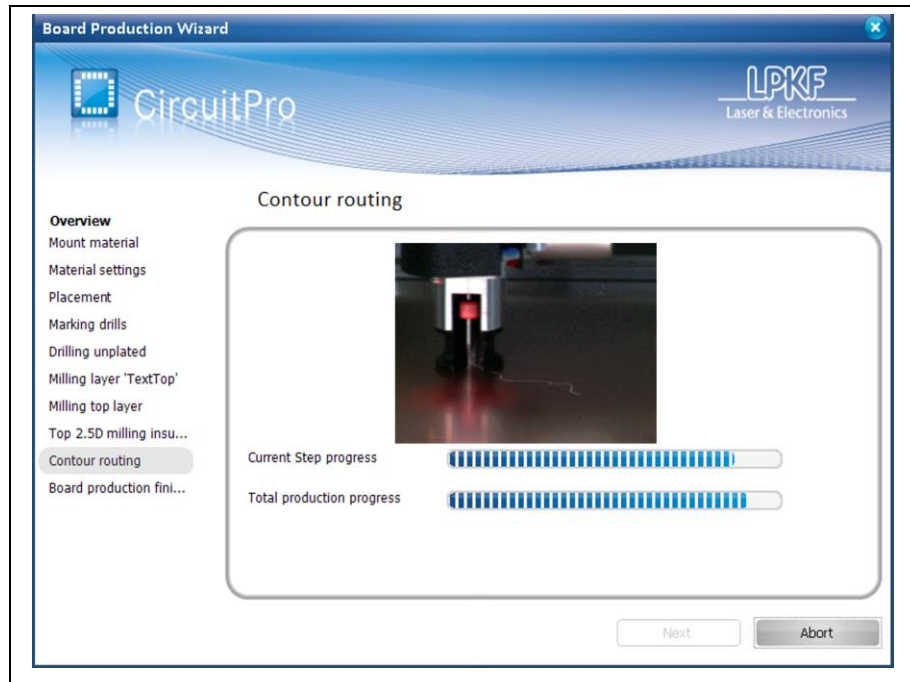 Board Production Wizard
CircuitPro
LPKF
Laser & Electronics
Contour routing
Overview
Mount material
Material settings
Placement
Marking drills
Drilling unplated
Milling layer 'TextTop'
Milling top layer
Top 2.5D milling insu...
Contour routing
Board production fini...
Current Step progress
Total production progress
Next
Abort